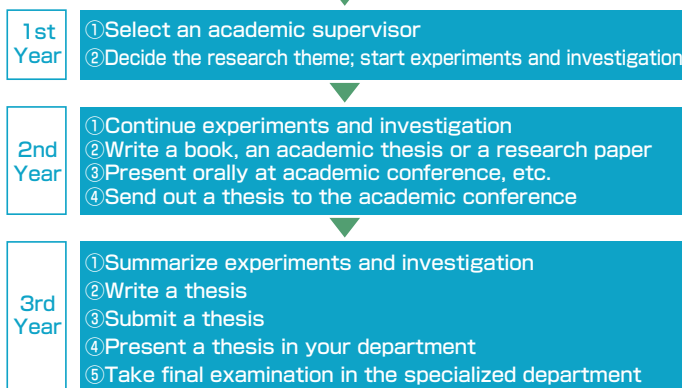 1st
Year
①Select an academic supervisor
②Decide the research theme; start experiments and investigation
2nd
Year
①Continue experiments and investigation
②Write a book, an academic thesis or a research paper
③Present orally at academic conference, etc.
④Send out a thesis to the academic conference
3rd
Year
①Summarize experiments and investigation
②Write a thesis
③Submit a thesis
④Present a thesis in your department
⑤Take final examination in the specialized department